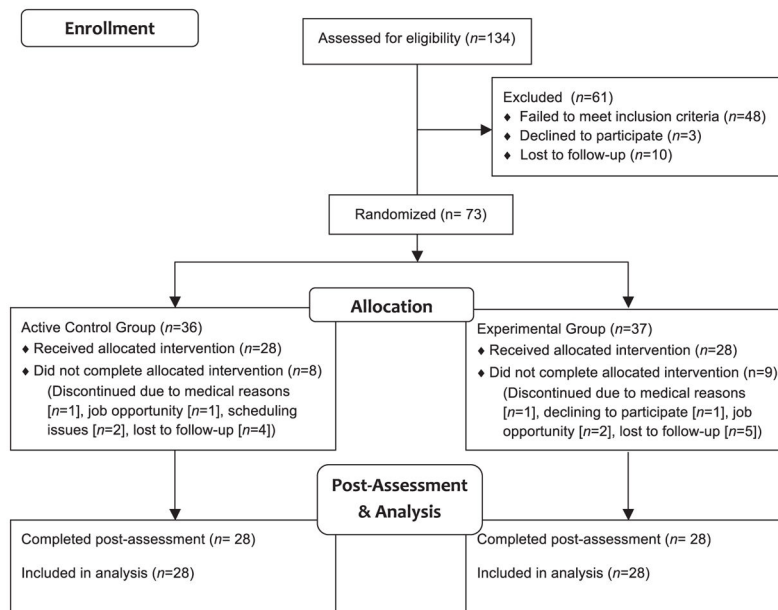 Enrollment
Assessed for eligibility (n=134)
Excluded (n=61)
♦ Failed to meet inclusion criteria (n=48)
♦ Declined to participate (n=3)
♦ Lost to follow-up (n=10)
Randomized (n= 73)
Allocation
Active Control Group (n=36)
♦ Received allocated intervention (n=28)
♦ Did not complete allocated intervention (n=8)
(Discontinued due to medical reasons
[n=1], job opportunity [n=1], scheduling
issues [n=2], lost to follow-up [n=4])
Experimental Group (n=37)
♦ Received allocated intervention (n=28)
♦ Did not complete allocated intervention (n=9)
(Discontinued due to medical reasons
[n=1], declining to participate [n=1], job
opportunity [n=2], lost to follow-up [n=5])
Post-Assessment
& Analysis
Completed post-assessment (n= 28)
Included in analysis (n=28)
Completed post-assessment (n= 28)
Included in analysis (n=28)